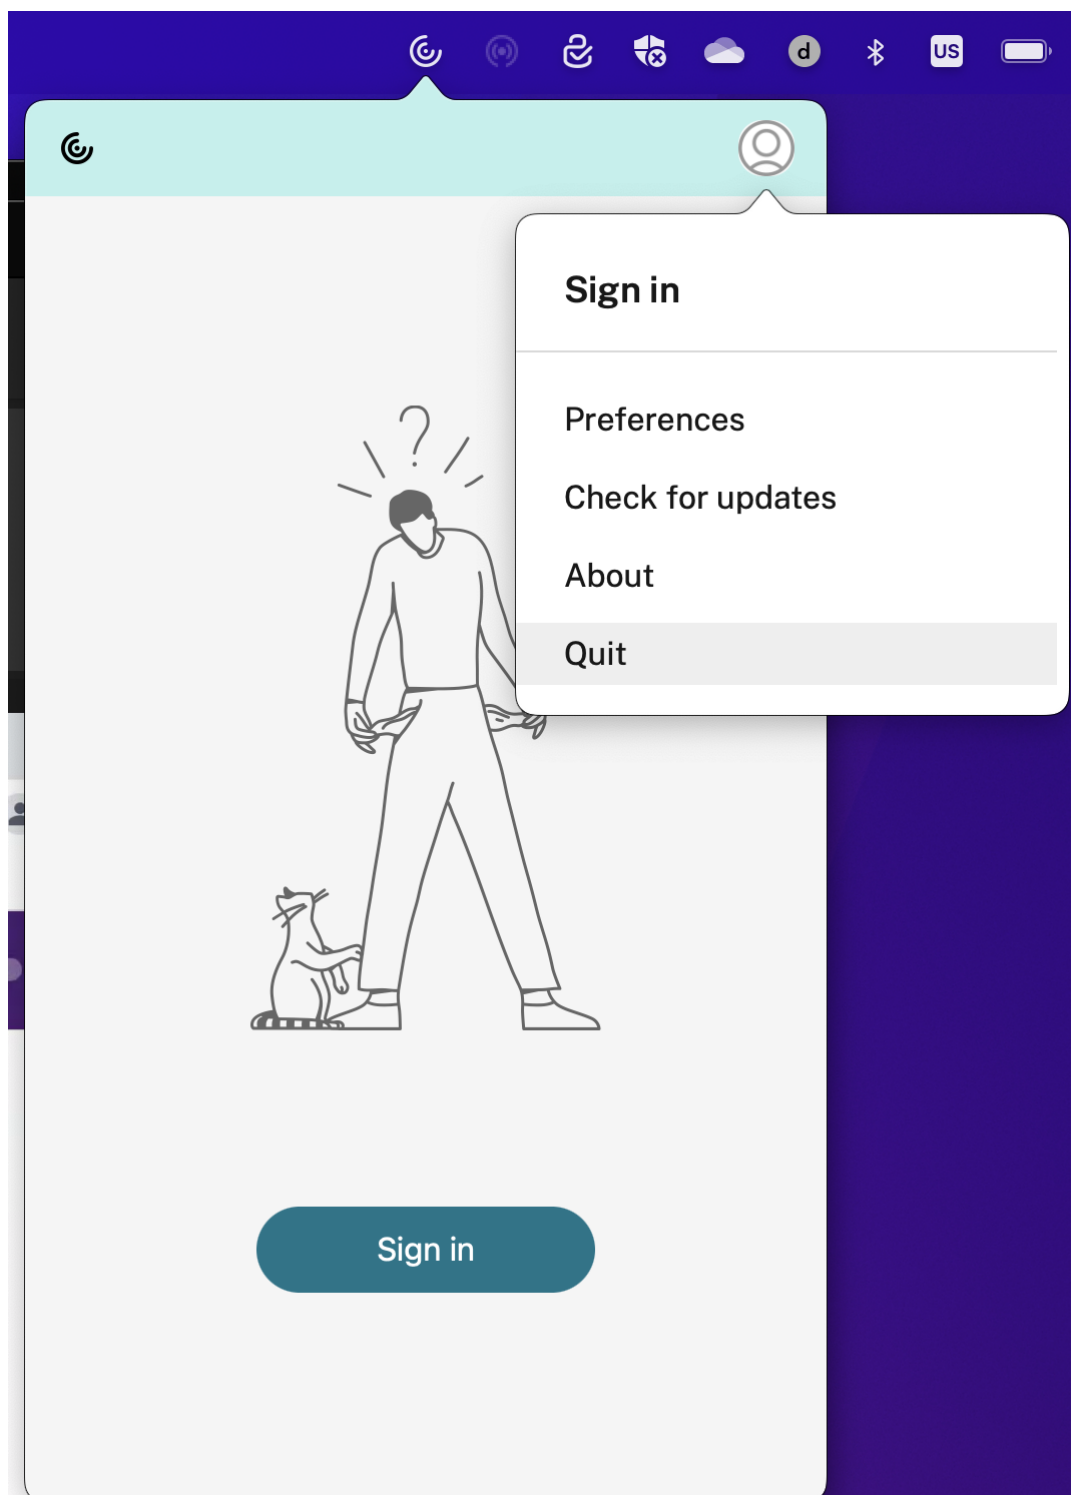 d
US
Sign in
Preferences
Check for updates
About
Quit
?
Sign in